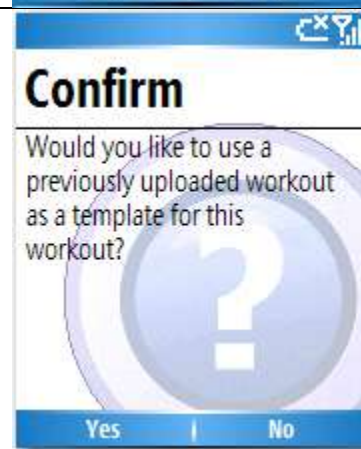 Confirm
Would you like to use a
previously uploaded workout
as a template for this
workout?
?
Yes No